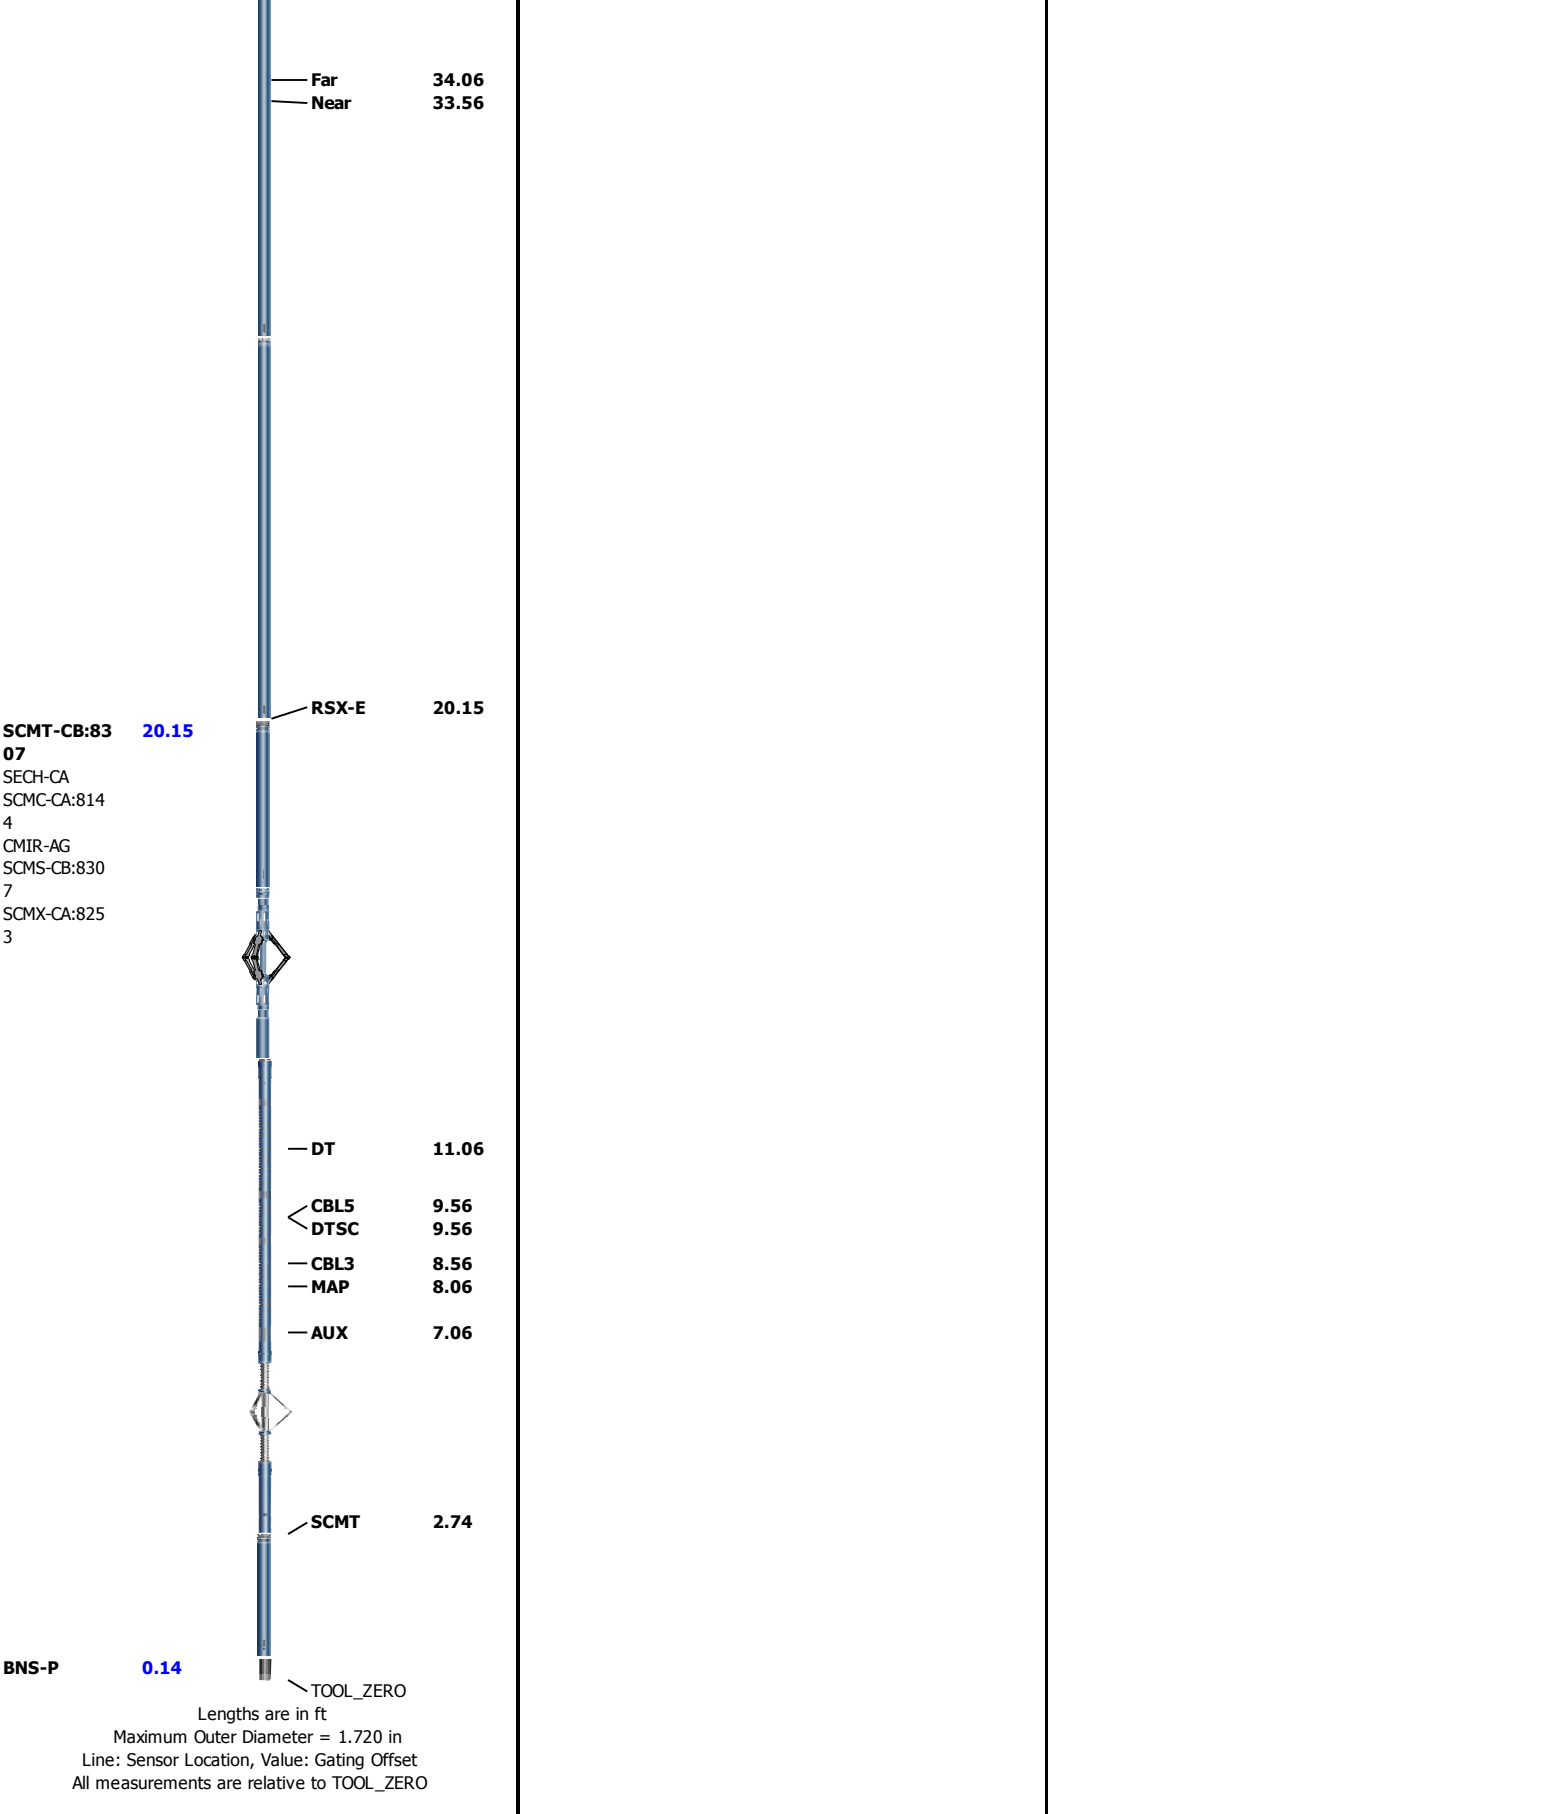 Far 34.06
Near 33.56
RSX-E 20.15
SCMT-CB:83 20.15
07
SECH-CA
SCMC-CA:814
4
CMIR-AG
SCMS-CB:830
7
SCMX-CA:825
3
DT 11.06
CBL5 9.56
DTSC 9.56
CBL3 8.56
MAP 8.06
AUX 7.06
SCMT 2.74
BNS-P 0.14
TOOL_ZERO
Lengths are in ft
Maximum Outer Diameter = 1.720 in
Line: Sensor Location, Value: Gating Offset
All measurements are relative to TOOL_ZERO